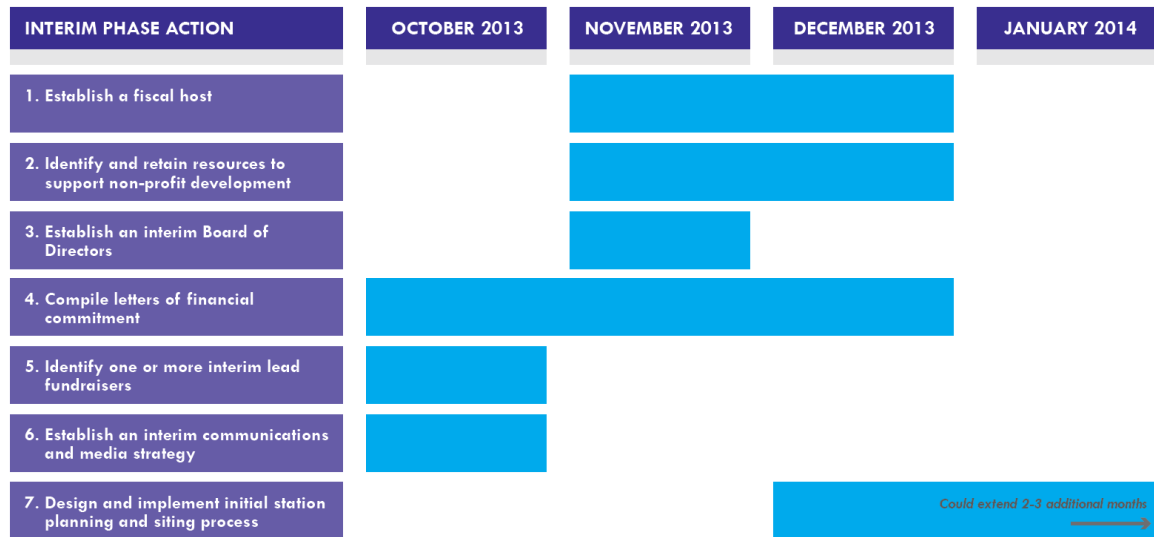 INTERIM PHASE ACTION OCTOBER 2013 NOVEMBER 2013 DECEMBER 2013 JANUARY 2014
1. Establish a fiscal host
2. Identify and retain resources to
support non-profit development
3. Establish an interim Board of
Directors
4. Compile letters of financial
commitment
5. Identify one or more interim lead
fundraisers
6. Establish an interim communications
and media strategy
7. Design and implement initial station
planning and siting process
Could extend 2-3 additional months